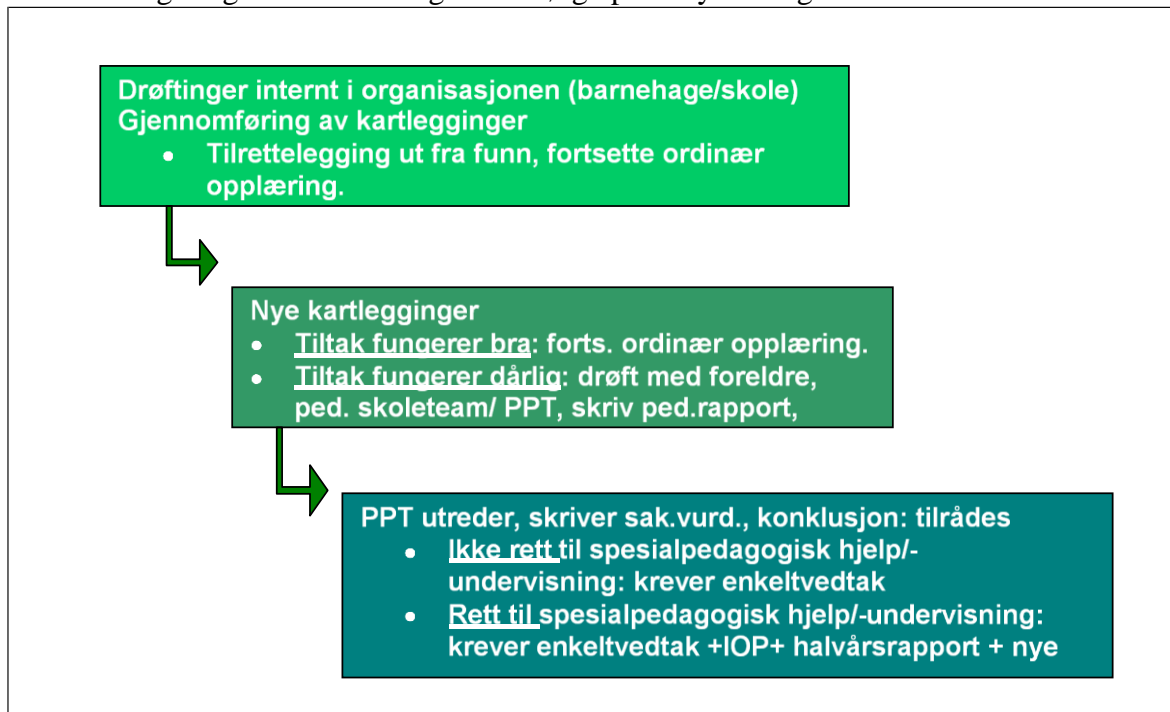 Drøftinger internt i organisasjonen (barnehage/skole)
Gjennomføring av kartlegginger
• Tilrettelegging ut fra funn, fortsette ordinær
opplæring.
Nye kartlegginger
• Tiltak fungerer bra: forts. ordinær opplæring.
• Tiltak fungerer dårlig: drøft med foreldre,
ped. skoleteam/ PPT, skriv ped.rapport,
PPT utreder, skriver sak.vurd., konklusjon: tilrådes
• Ikke rett til spesialpedagogisk hjelp/-
undervisning: krever enkeltvedtak
• Rett til spesialpedagogisk hjelp/-undervisning:
krever enkeltvedtak +IOP+ halvårsrapport + nye